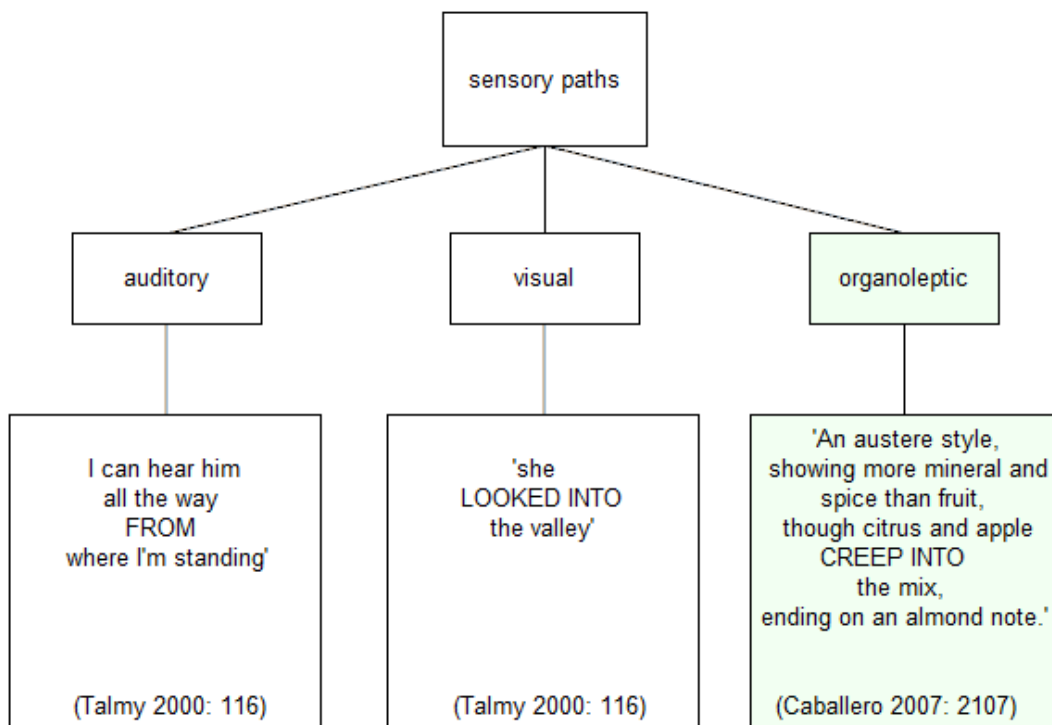 sensory paths
auditory
visual
organoleptic
I can hear him
all the way
FROM
where I'm standing'
(Talmy 2000: 116)
'she
LOOKED INTO
the valley'
(Talmy 2000: 116)
'An austere style,
showing more mineral and
spice than fruit,
though citrus and apple
CREEP INTO
the mix,
ending on an almond note.'
(Caballero 2007: 2107)